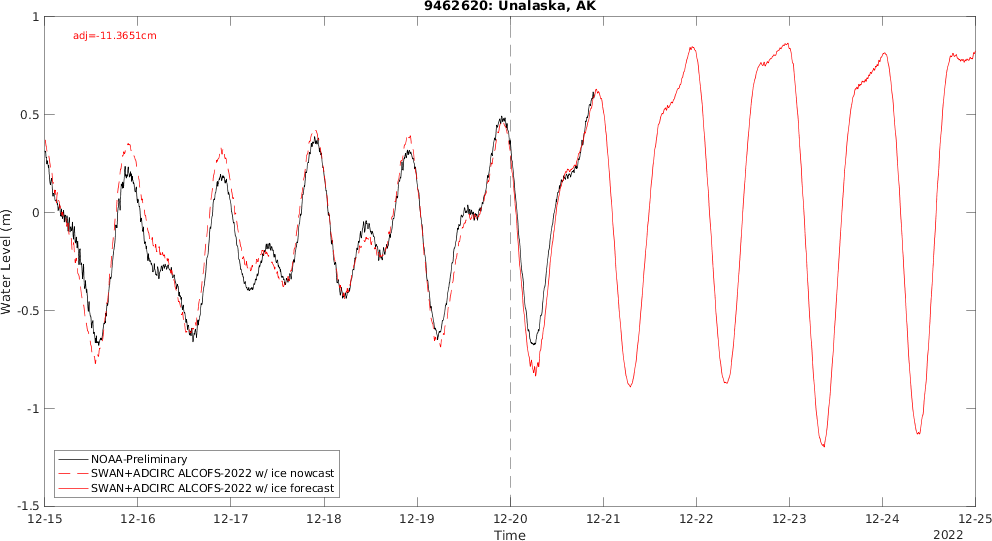 9462620: Unalaska, AK
adj=-11.3651cm
1
0.5
0
-0.5
-1
-1.5
Water Level (m)
NOAA-Preliminary
SWAN+ADCIRC ALCOFS-2022 w/ ice nowcast
SWAN+ADCIRC ALCOFS-2022 w/ ice forecast
12-15 12-16 12-17 12-18 12-19 12-20 12-21 12-22 12-23 12-24 12-25
Time
2022